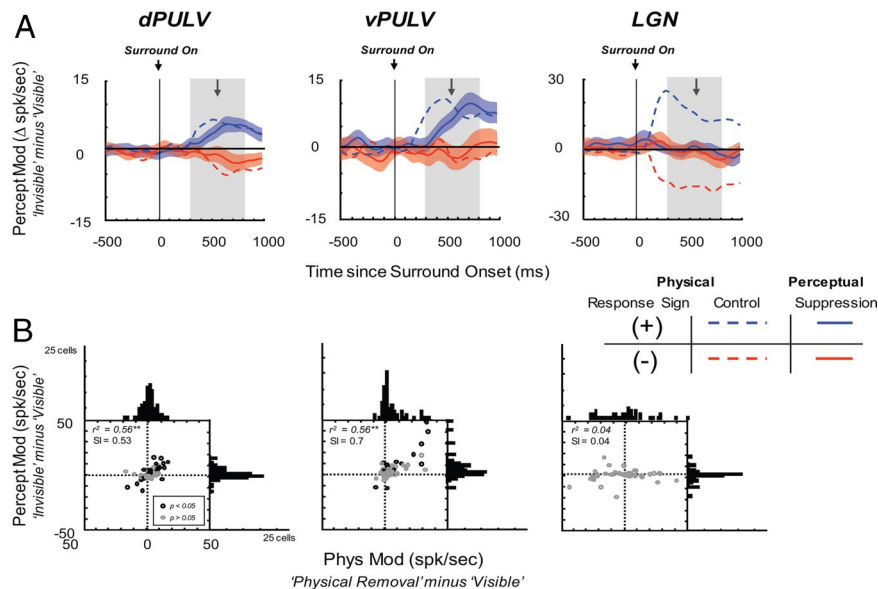 A
dPULV
vPULV
LGN
Surround On
Surround On
Surround On
Percept Mod (Δ spk/sec)
'Invisible' minus 'Visible'
15
0
-15
15
0
-15
30
0
-30
-500
0
500
1000
-500
0
500
1000
-500
0
500
1000
Time since Surround Onset (ms)
Physical
Perceptual
Response Sign
Control
Suppression
(+)
(-)
B
25 cells
Percept Mod (spk/sec)
'Invisible' minus 'Visible'
50
-50
r² = 0.56**
SI = 0.53
p < 0.05
p > 0.05
r² = 0.56**
SI = 0.7
r² = 0.04
SI = 0.04
50
0
50
25 cells
Phys Mod (spk/sec)
'Physical Removal' minus 'Visible'